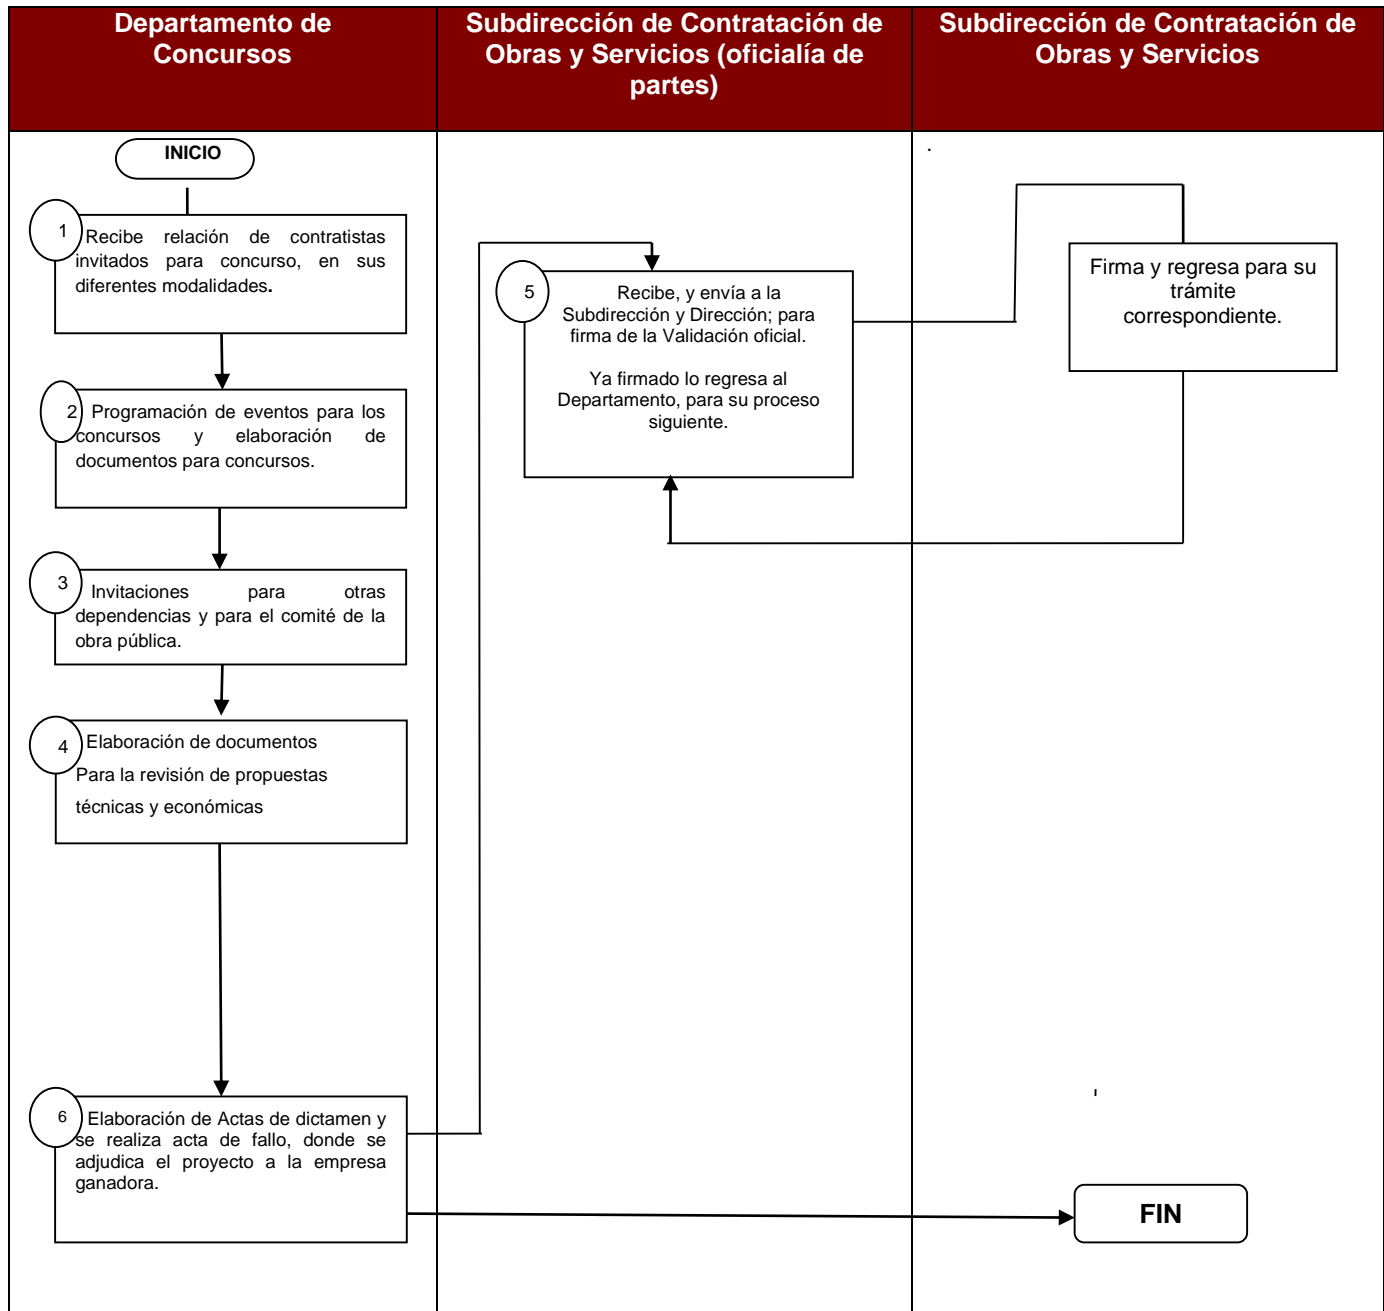 Departamento de
Concursos
Subdirección de Contratación de
Obras y Servicios (oficialía de
partes)
Subdirección de Contratación de
Obras y Servicios
INICIO
1
Recibe relación de contratistas
invitados para concurso, en sus
diferentes modalidades.
2
Programación de eventos para los
concursos y elaboración de
documentos para concursos.
3
Invitaciones para otras
dependencias y para el comité de la
obra pública.
4
Elaboración de documentos
Para la revisión de propuestas
técnicas y económicas
6
Elaboración de Actas de dictamen y
se realiza acta de fallo, donde se
adjudica el proyecto a la empresa
ganadora.
5
Recibe, y envía a la
Subdirección y Dirección; para
firma de la Validación oficial.
Ya firmado lo regresa al
Departamento, para su proceso
siguiente.
.
Firma y regresa para su
trámite
correspondiente.
FIN